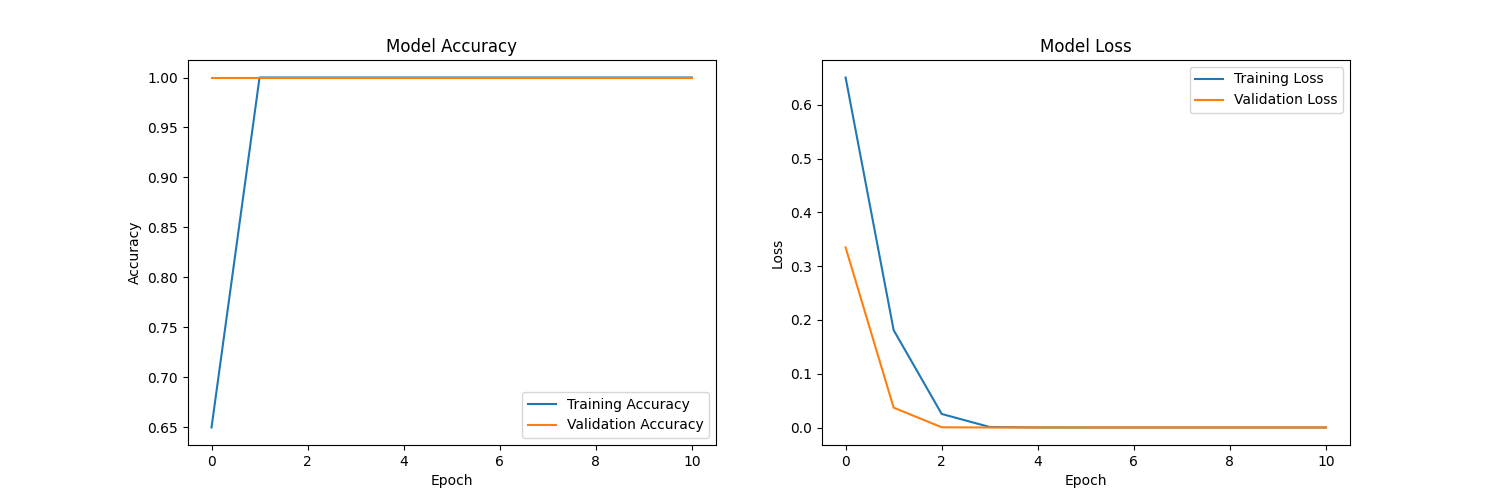 Model Accuracy
1.00
0.95
0.90
0.85
0.80
0.75
0.70
0.65
Accuracy
0 2 4 6 8 10
Epoch
Training Accuracy
Validation Accuracy
Model Loss
0.6
0.5
0.4
0.3
0.2
0.1
0.0
Loss
0 2 4 6 8 10
Epoch
Training Loss
Validation Loss